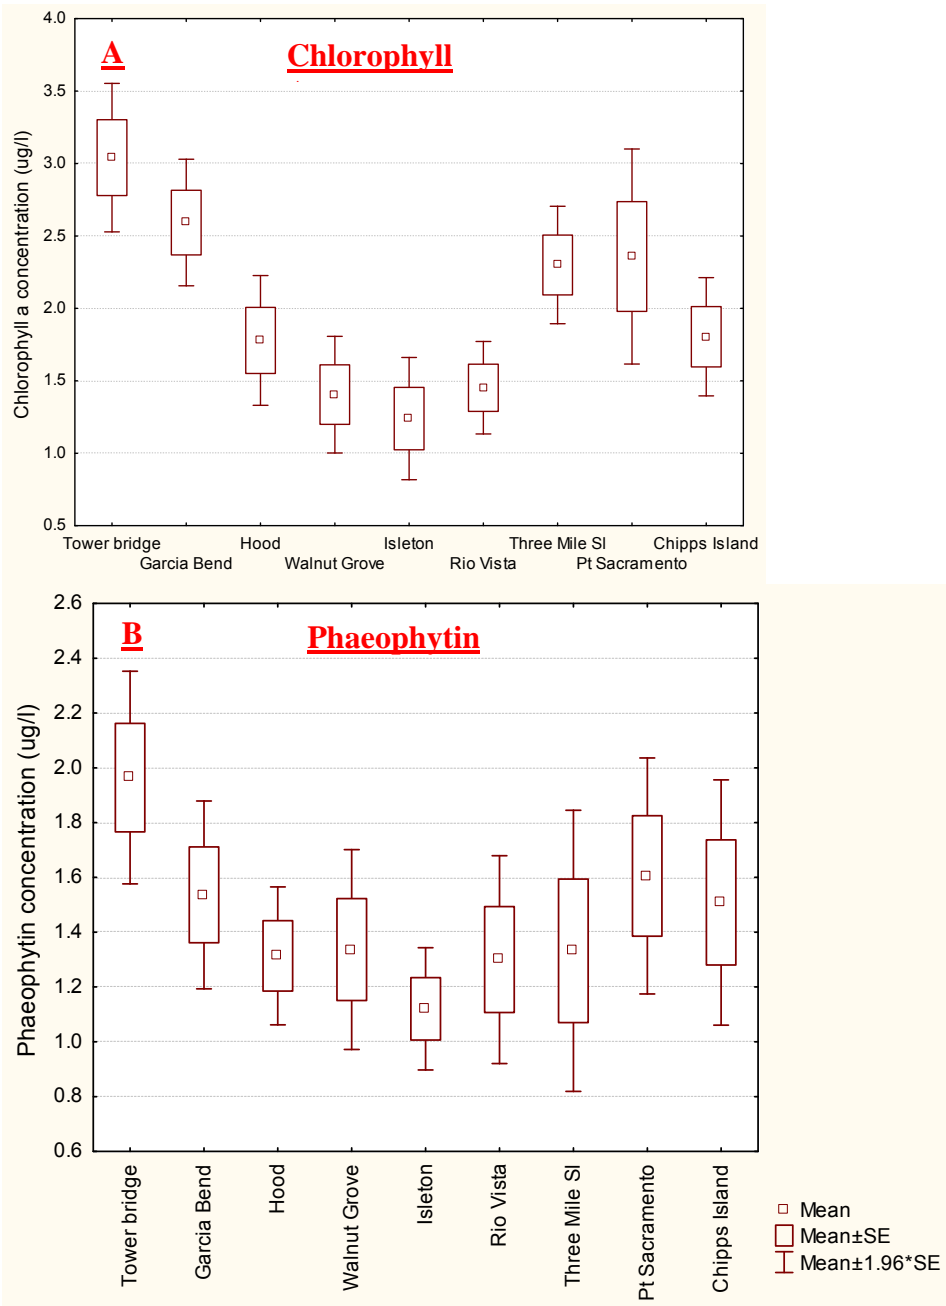 A
Chlorophyll
Chlorophyll a concentration (ug/l)
4.0
3.5
3.0
2.5
2.0
1.5
1.0
0.5
Tower bridge
Garcia Bend
Hood
Walnut Grove
Isleton
Rio Vista
Three Mile Sl
Pt Sacramento
Chipps Island
B
Phaeophytin
Phaeophytin concentration (ug/l)
2.6
2.4
2.2
2.0
1.8
1.6
1.4
1.2
1.0
0.8
0.6
Tower bridge
Garcia Bend
Hood
Walnut Grove
Isleton
Rio Vista
Three Mile Sl
Pt Sacramento
Chipps Island
Mean
Mean±SE
Mean±1.96*SE